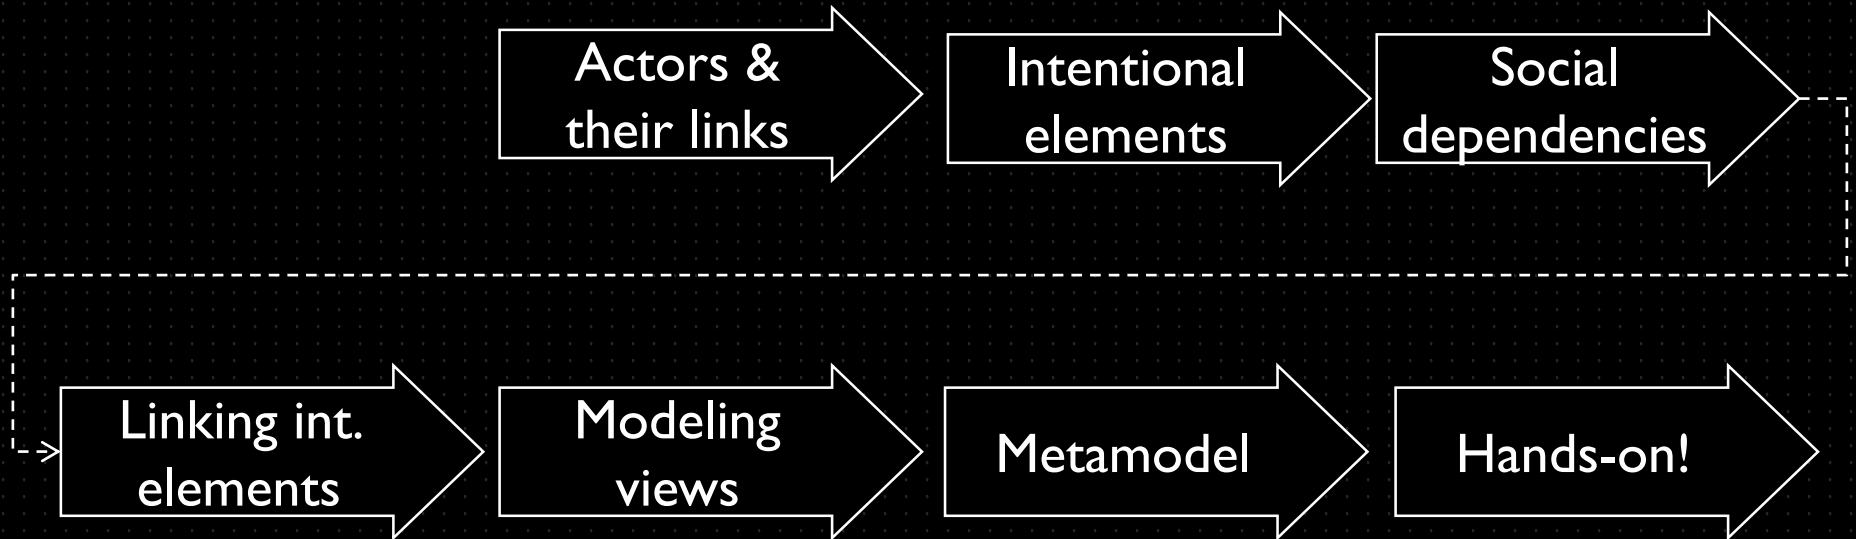 Actors &
their links
Intentional
elements
Social
dependencies
Linking int.
elements
Modeling
views
Metamodel
Hands-on!